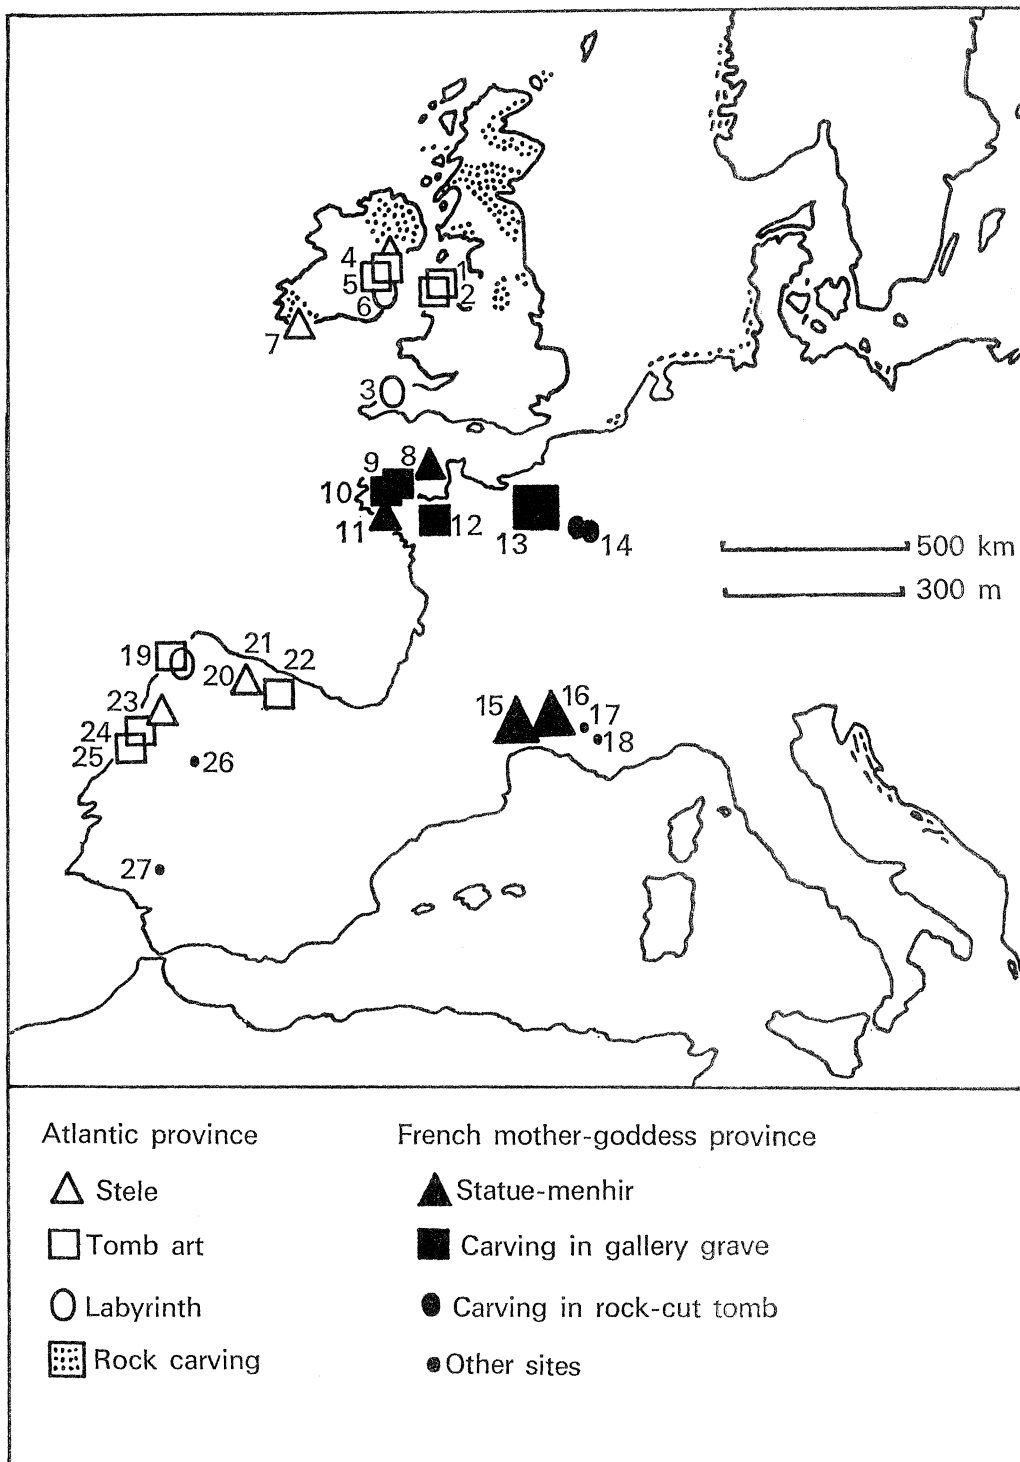 4
5
6
1
2
7
3
9
8
10
11
12
13
14
500 km
300 m
19
21
20
22
23
24
25
26
27
15
16
17
18
Atlantic province
Stele
Tomb art
Labyrinth
Rock carving
French mother-goddess province
Statue-menhir
Carving in gallery grave
Carving in rock-cut tomb
Other sites